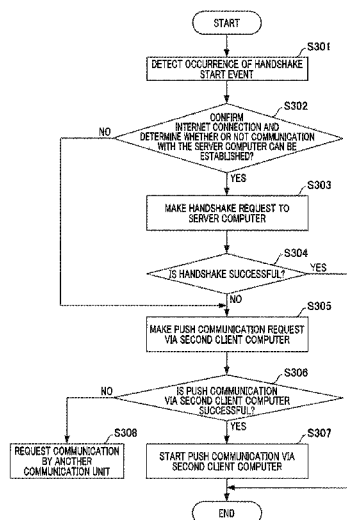 START
S301
DETECT OCCURRENCE OF HANDSHAKE
START EVENT
S302
CONFIRM
INTERNET CONNECTION AND
DETERMINE WHETHER OR NOT COMMUNICATION
WITH THE SERVER COMPUTER CAN BE
ESTABLISHED?
NO
YES
S303
MAKE HANDSHAKE REQUEST TO
SERVER COMPUTER
S304
IS HANDSHAKE SUCCESSFUL?
YES
NO
S305
MAKE PUSH COMMUNICATION REQUEST
VIA SECOND CLIENT COMPUTER
S306
IS PUSH COMMUNICATION
VIA SECOND CLIENT COMPUTER
SUCCESSFUL?
NO
YES
S308
REQUEST COMMUNICATION
BY ANOTHER
COMMUNICATION UNIT
S307
START PUSH COMMUNICATION VIA
SECOND CLIENT COMPUTER
END